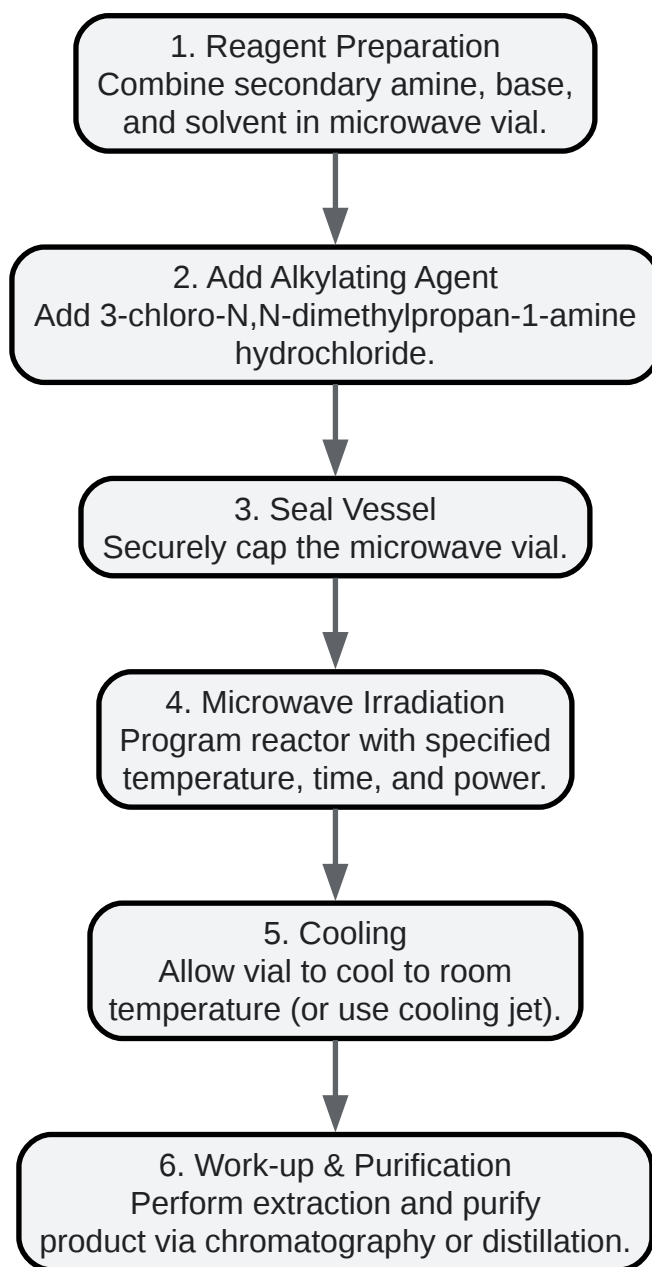 1. Reagent Preparation
Combine secondary amine, base,
and solvent in microwave vial.
2. Add Alkylating Agent
Add 3-chloro-N,N-dimethylpropan-1-amine
hydrochloride.
3. Seal Vessel
Securely cap the microwave vial.
4. Microwave Irradiation
Program reactor with specified
temperature, time, and power.
5. Cooling
Allow vial to cool to room
temperature (or use cooling jet).
6. Work-up & Purification
Perform extraction and purify
product via chromatography or distillation.